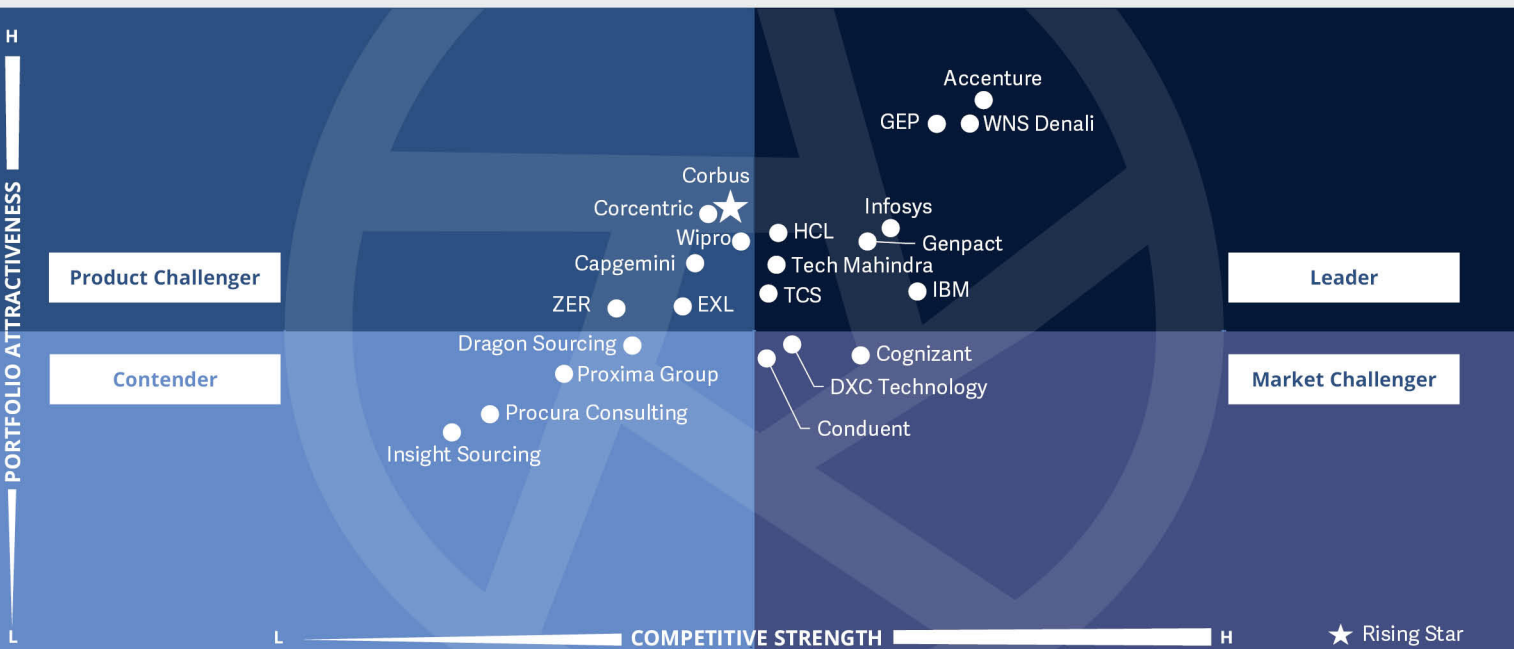 H
Accenture
GEP
WNS Denali
Corbus
Corcentric
Infosys
Wipro
HCL
Genpact
Capgemini
Tech Mahindra
Product Challenger
Leader
ZER
EXL
TCS
IBM
Dragon Sourcing
Cognizant
Contender
Proxima Group
DXC Technology
Market Challenger
Procura Consulting
Conduent
Insight Sourcing
PORTFOLIO ATTRACTIVENESS
L
L
COMPETITIVE STRENGTH
H
Rising Star